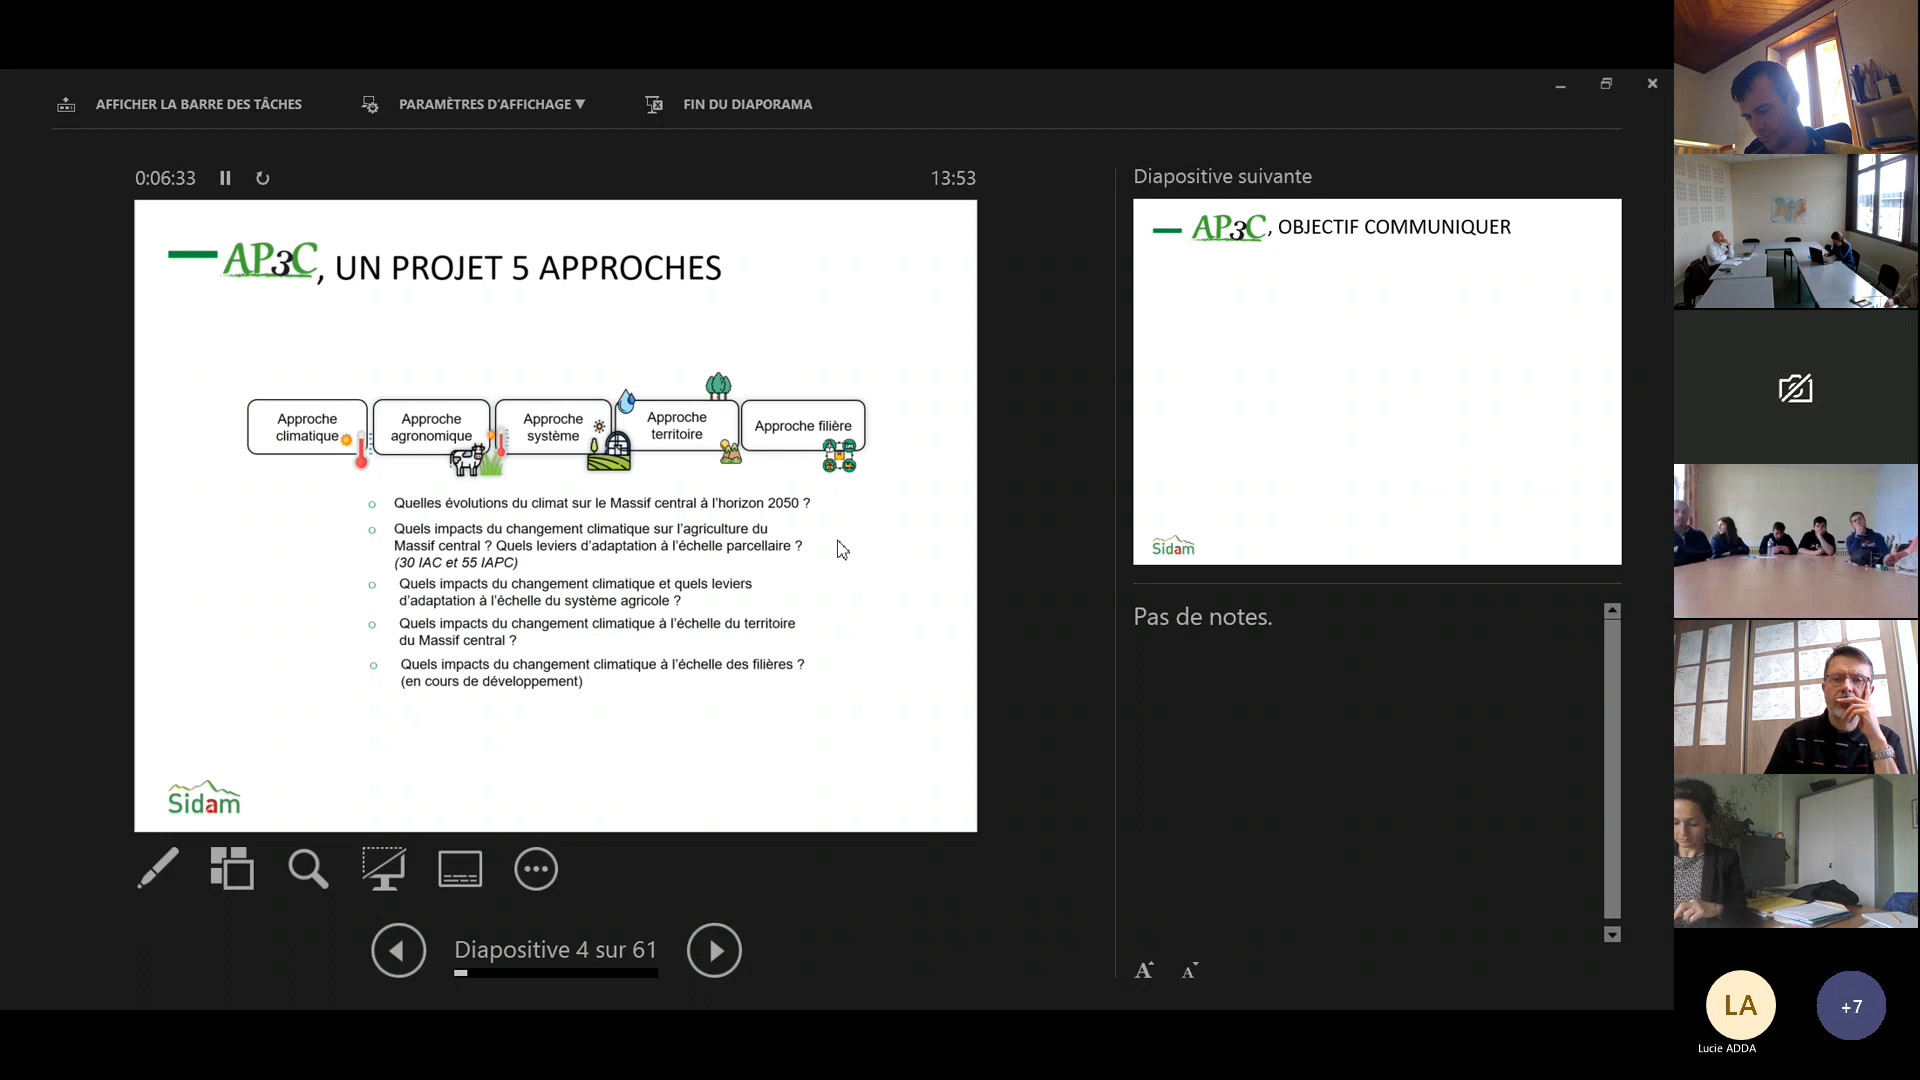 AFFICHER LA BARRE DES TÂCHES
PARAMÈTRES D'AFFICHAGE ▼
FIN DU DIAPORAMA
0:06:33
13:53
AP3C, UN PROJET 5 APPROCHES
Approche
climatique
Approche
agronomique
Approche
système
Approche
territoire
Approche filière
o Quelles évolutions du climat sur le Massif central à l'horizon 2050 ?
o Quels impacts du changement climatique sur l'agriculture du
Massif central ? Quels leviers d'adaptation à l'échelle parcellaire ?
(30 IAC et 55 IAPC)
o Quels impacts du changement climatique et quels leviers
d'adaptation à l'échelle du système agricole ?
o Quels impacts du changement climatique à l'échelle du territoire
du Massif central ?
o Quels impacts du changement climatique à l'échelle des filières ?
(en cours de développement)
Sidam
Diapositive 4 sur 61
Diapositive suivante
AP3C, OBJECTIF COMMUNIQUER
Sidam
Pas de notes.
A A
LA
+7
Lucie ADDA